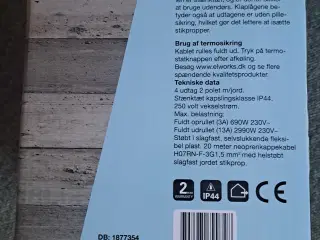 at bruge udendørs. Klaplågene be-
tyder også at udtagene er uden pille-
sikring, hvilket gør det lettere at isætte
stikpropper.
Brug af termosikring
Kablet rulles fuldt ud. Tryk på termo-
statknappen efter afkøling.
Besøg www.elworks.dk og se flere
spændende kvalitetsprodukter.
Tekniske data
4 udtag 2 polet m/jord.
Stænktæt kapslingsklasse IP44.
250 volt vekselstrøm.
Max. belastning:
Fuldt oprullet (3A) 690W 230V~
Fuldt udrullet (13A) 2990W 230V~
Støbt i slagfast, selvslukkende fleksi-
bel plast. 20 meter neoprenkappekabel
H07RN-F-3G1,5 mm² med helstøbt
slagfast jordet stikprop.
2
WARRANTY
IP44
CE
DB: 1877354